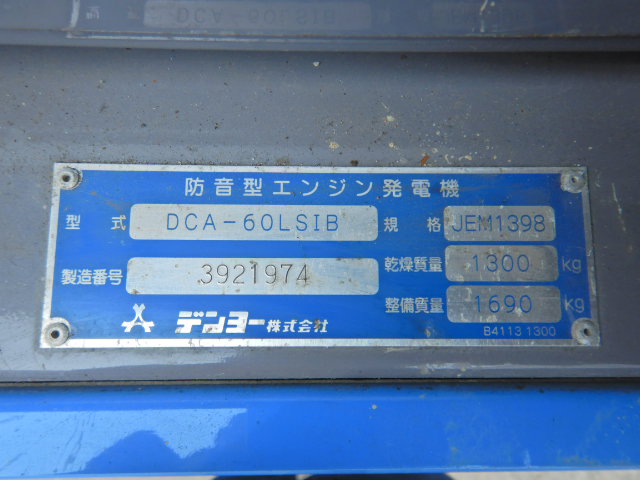 防音型エンジン発電機
型式 DCA-60LSIB 規格 JEM1398
乾燥質量 1300 kg
製造番号 3921974
整備質量 1690 kg
デンヨー株式会社
B4113 1300